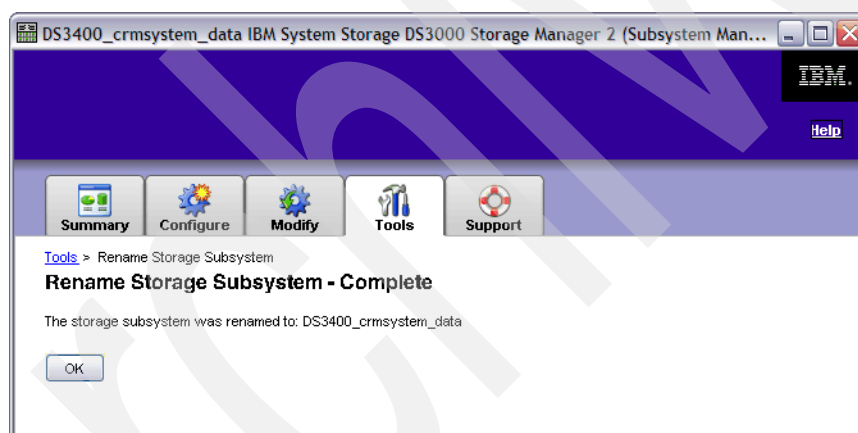 DS3400_crmsystem_data IBM System Storage DS3000 Storage Manager 2 (Subsystem Man...
IBM.
Help
Summary
Configure
Modify
Tools
Support
Tools > Rename Storage Subsystem
Rename Storage Subsystem - Complete
The storage subsystem was renamed to: DS3400_crmsystem_data
OK